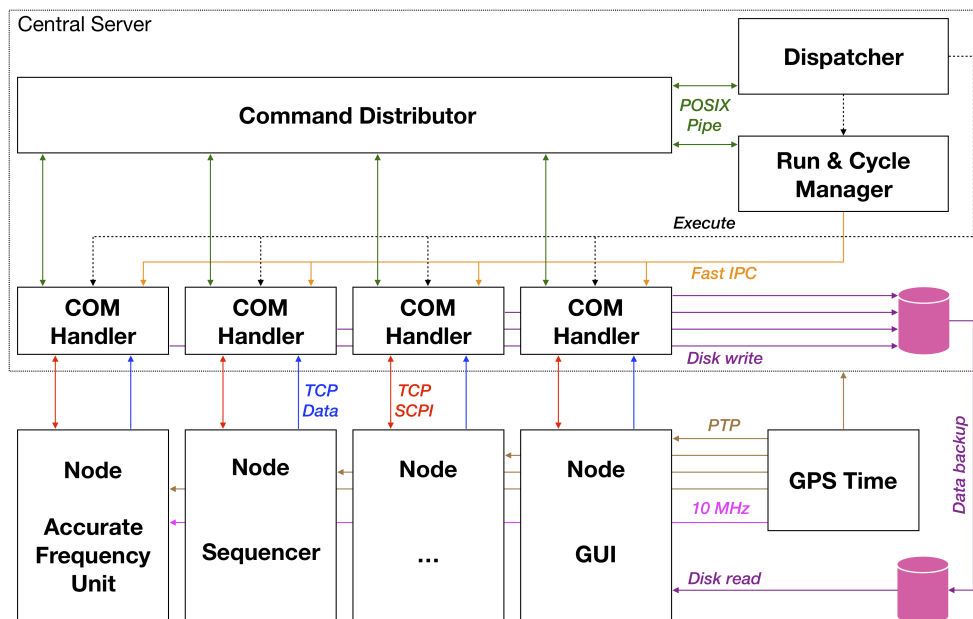 Central Server
Dispatcher
Command Distributor
POSIX
Pipe
Run & Cycle
Manager
Execute
Fast IPC
COM
Handler
COM
Handler
COM
Handler
COM
Handler
Disk write
TCP
Data
TCP
SCPI
PTP
Data backup
Node
Accurate
Frequency
Unit
Node
Sequencer
Node
...
Node
GUI
GPS Time
10 MHz
Disk read